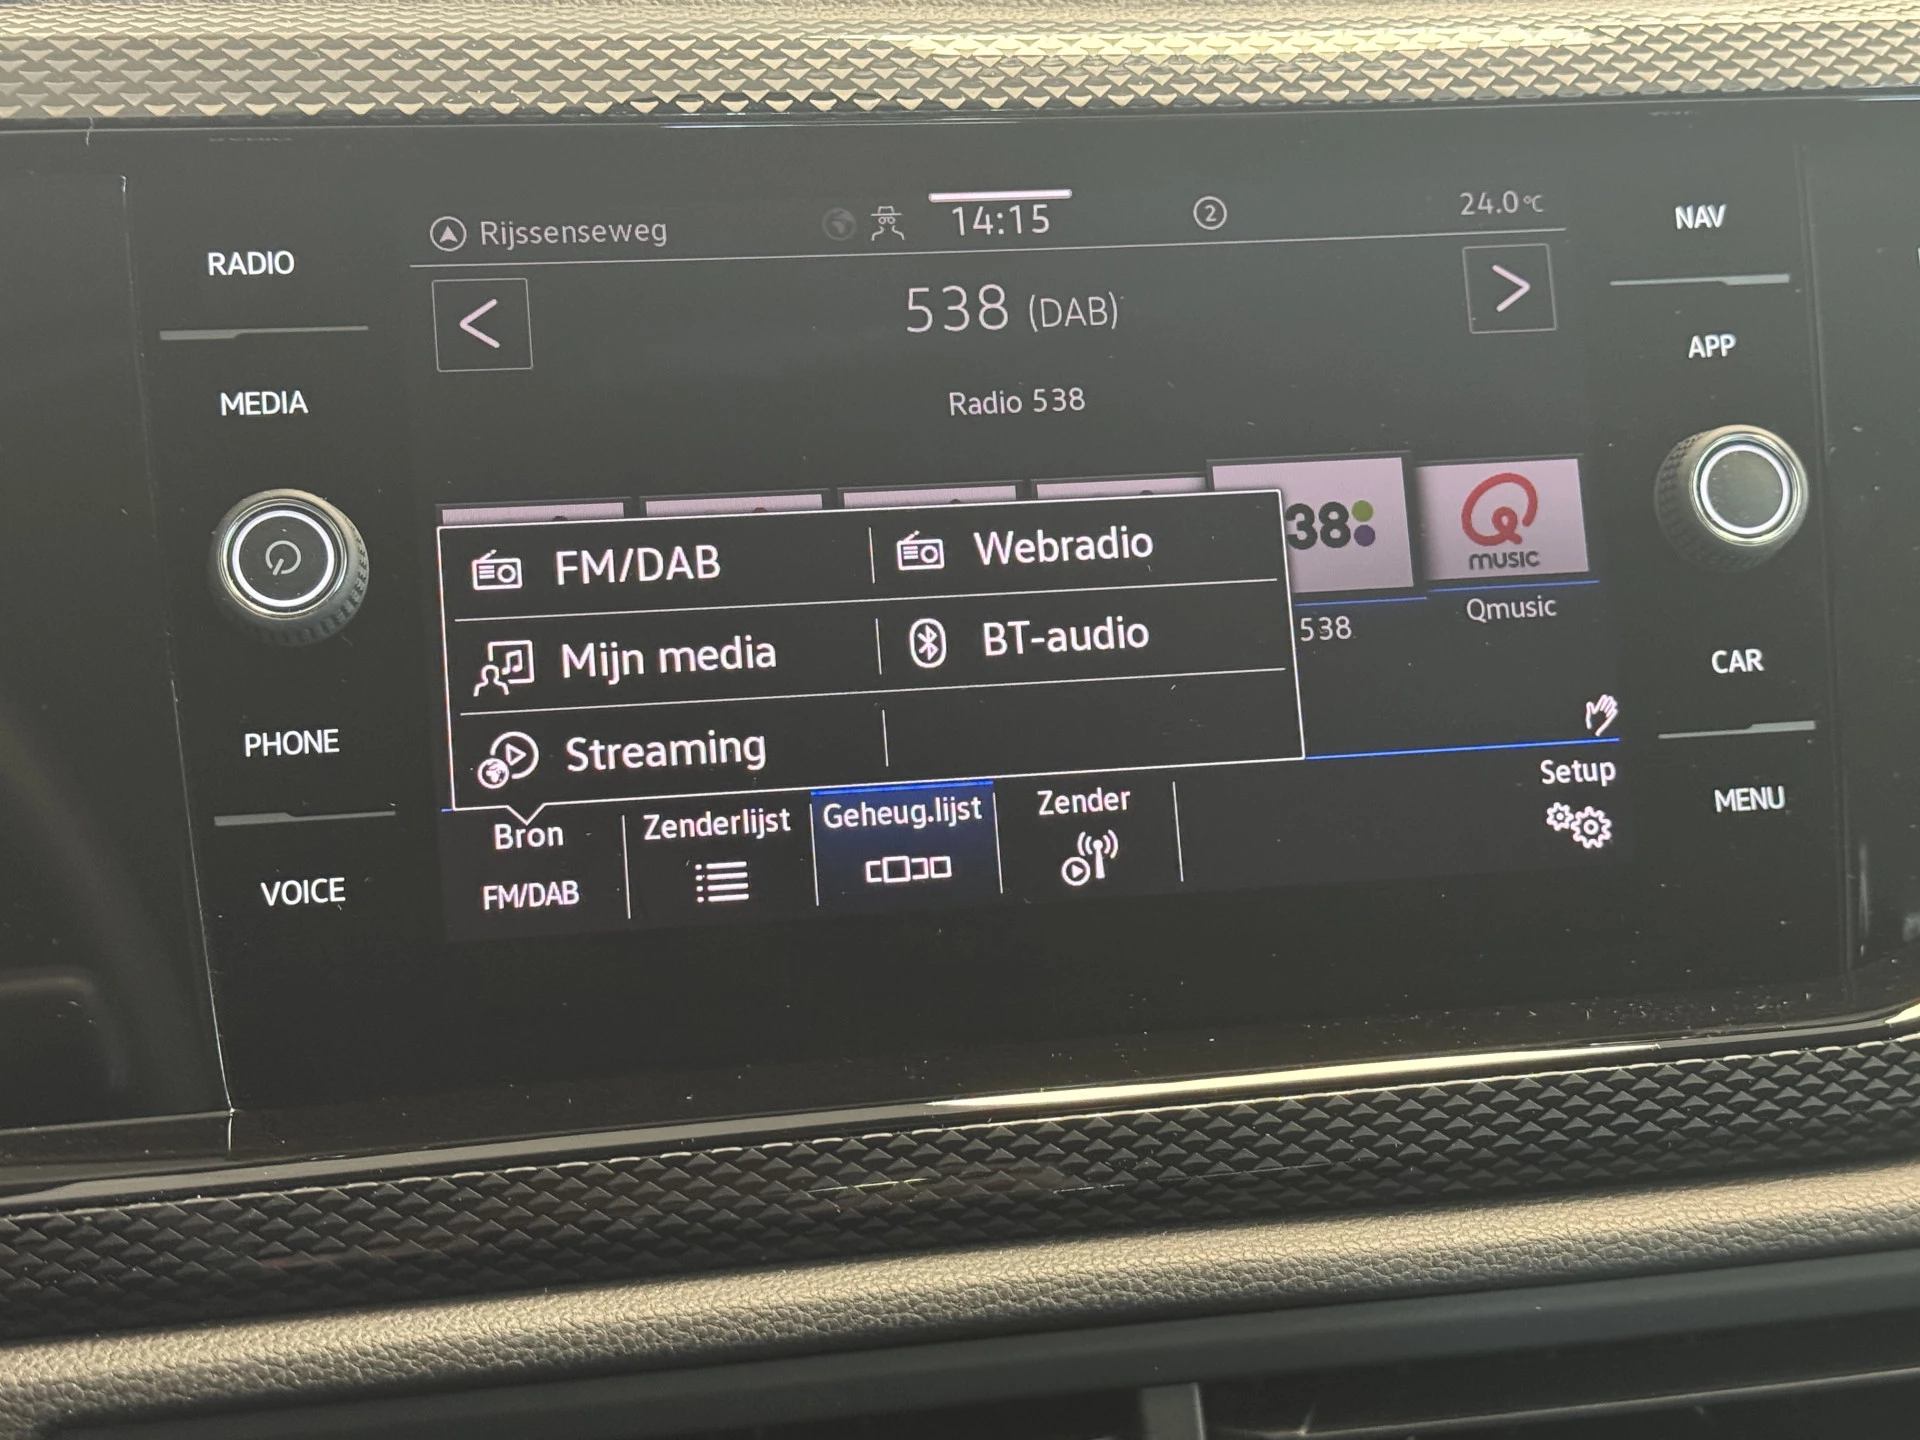 RADIO
MEDIA
PHONE
VOICE
Rijssenseweg
14:15
2
24.0°C
<
538 (DAB)
>
Radio 538
FM/DAB
Webradio
Mijn media
BT-audio
Streaming
38
538
Q
music
Qmusic
Bron
FM/DAB
Zenderlijst
Geheug.lijst
Zender
Setup
NAV
APP
CAR
MENU